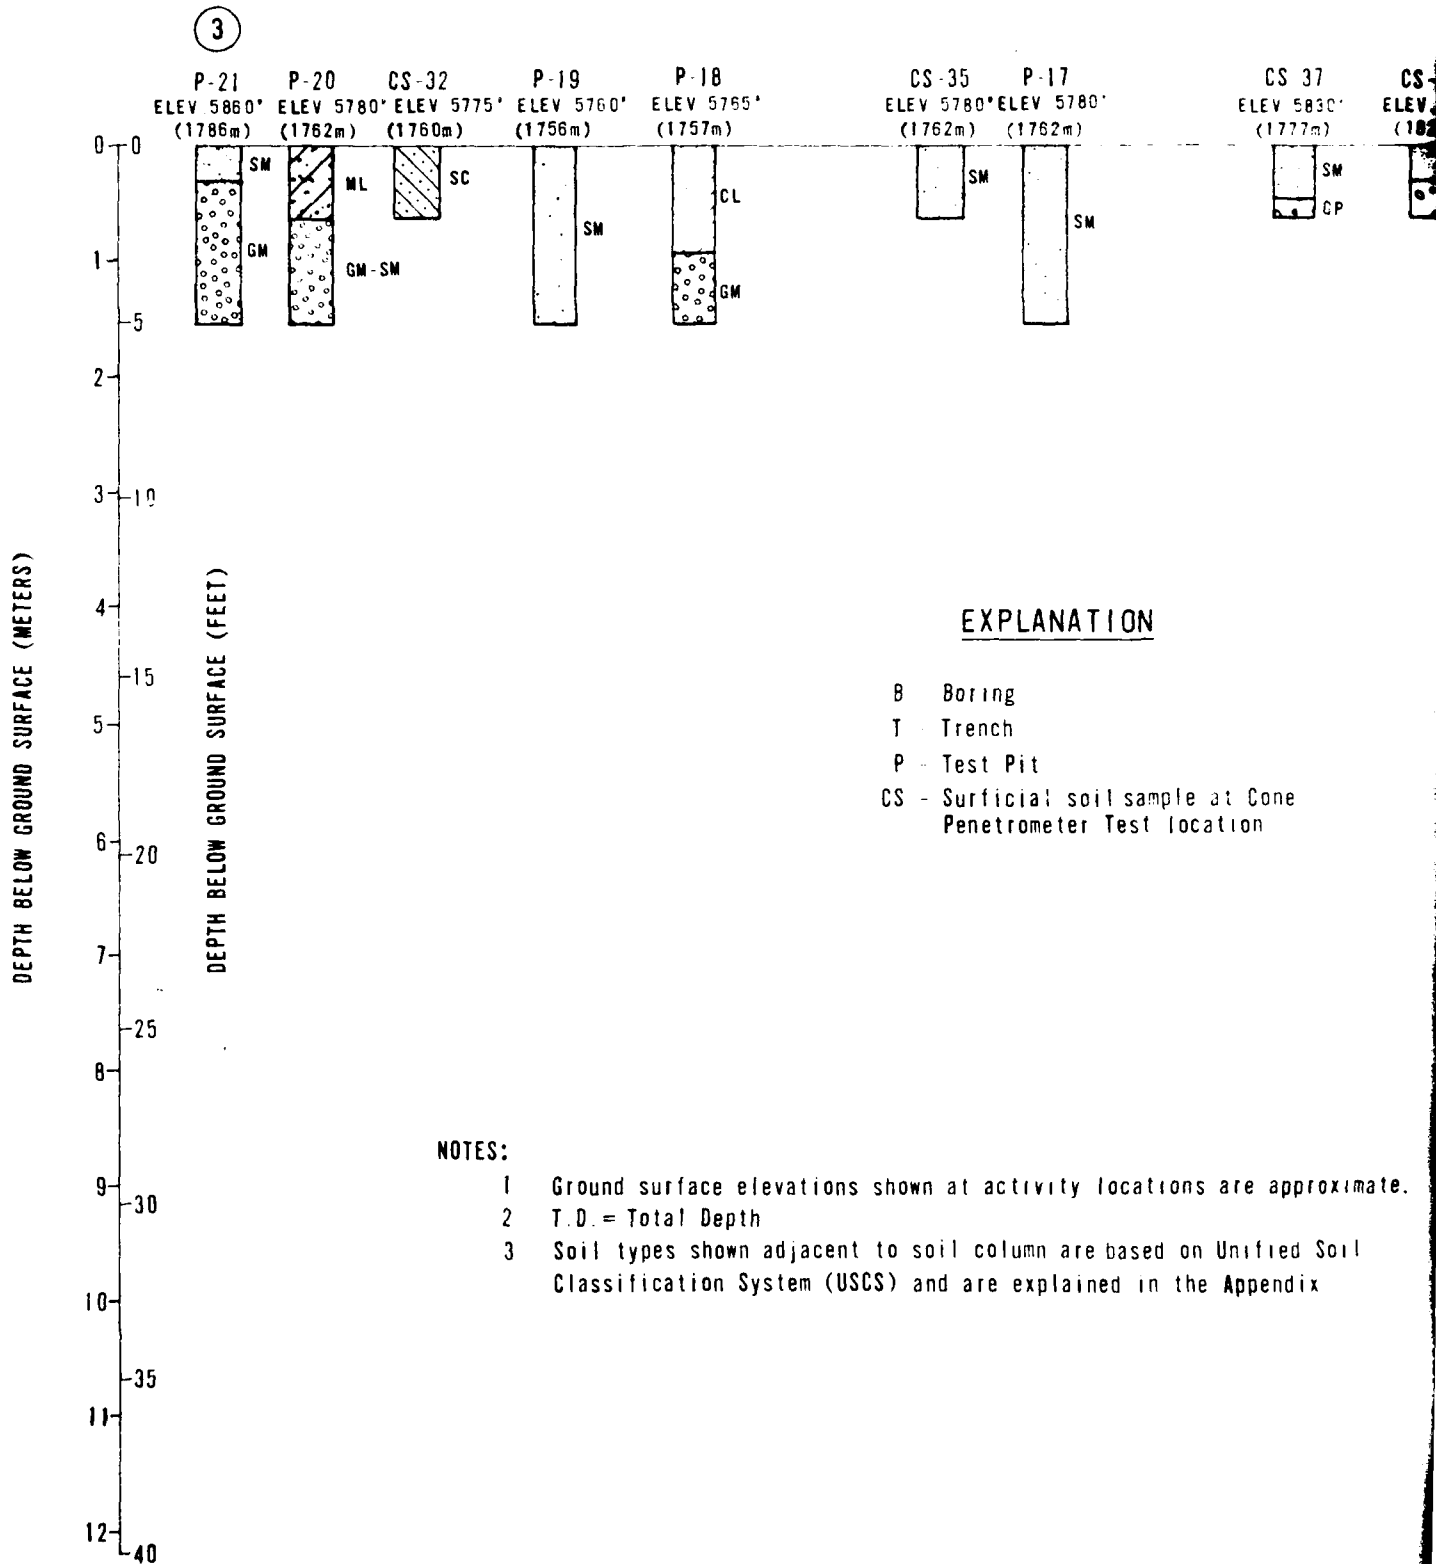 3
P-21 P-20 CS-32 P-19 P-18 CS-35 P-17 CS 37 CS-
ELEV 5860' ELEV 5780' ELEV 5775' ELEV 5760' ELEV 5765' ELEV 5780' ELEV 5780' ELEV 5830' ELEV.
(1786m) (1762m) (1760m) (1756m) (1757m) (1762m) (1762m) (1777m)
0 0
SM ML SC SM CL SM SM SM
GM GM-SM GM GP
1
5
2
3 10
4
15
5
6 20
7
25
8
9 30
10
35
11
12 40
DEPTH BELOW GROUND SURFACE (METERS)
DEPTH BELOW GROUND SURFACE (FEET)
EXPLANATION
B Boring
T - Trench
P - Test Pit
CS - Surficial soil sample at Cone
Penetrometer Test location
NOTES:
1 Ground surface elevations shown at activity locations are approximate.
2 T.D. = Total Depth
3 Soil types shown adjacent to soil column are based on Unified Soil
Classification System (USCS) and are explained in the Appendix